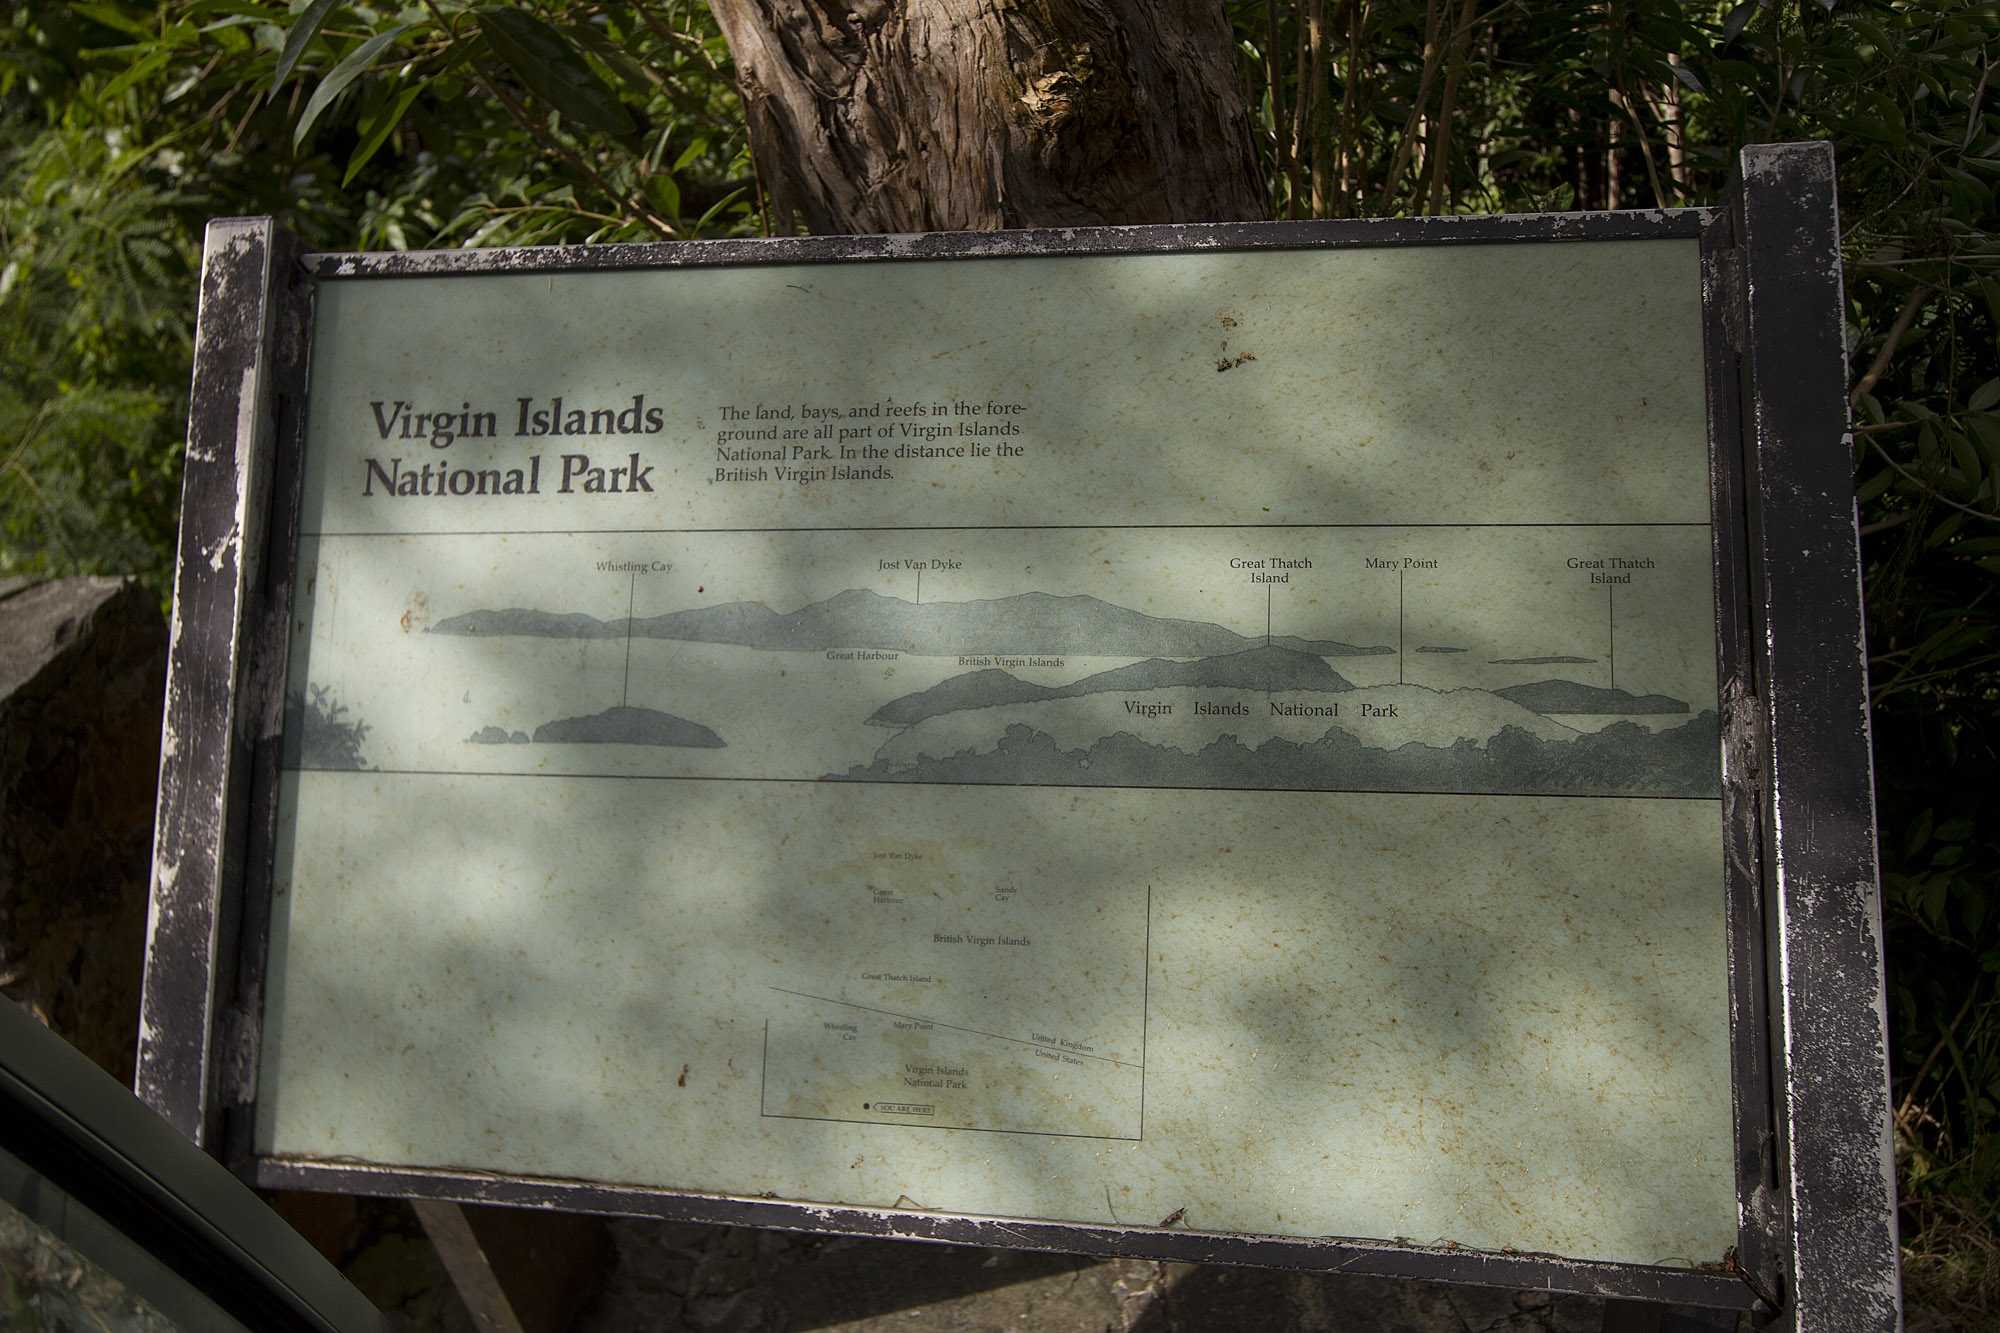 Virgin Islands
National Park
The land, bays, and reefs in the fore-
ground are all part of Virgin Islands
National Park. In the distance lie the
British Virgin Islands.
Whistling Cay
Jost Van Dyke
Great Thatch
Island
Mary Point
Great Thatch
Island
Great Harbour
British Virgin Islands
Virgin Islands National Park
Jost Van Dyke
Great
Harbour
Sandy
Cay
British Virgin Islands
Great Thatch Island
Whistling
Cay
Mary Point
United Kingdom
United States
Virgin Islands
National Park
YOU ARE HERE